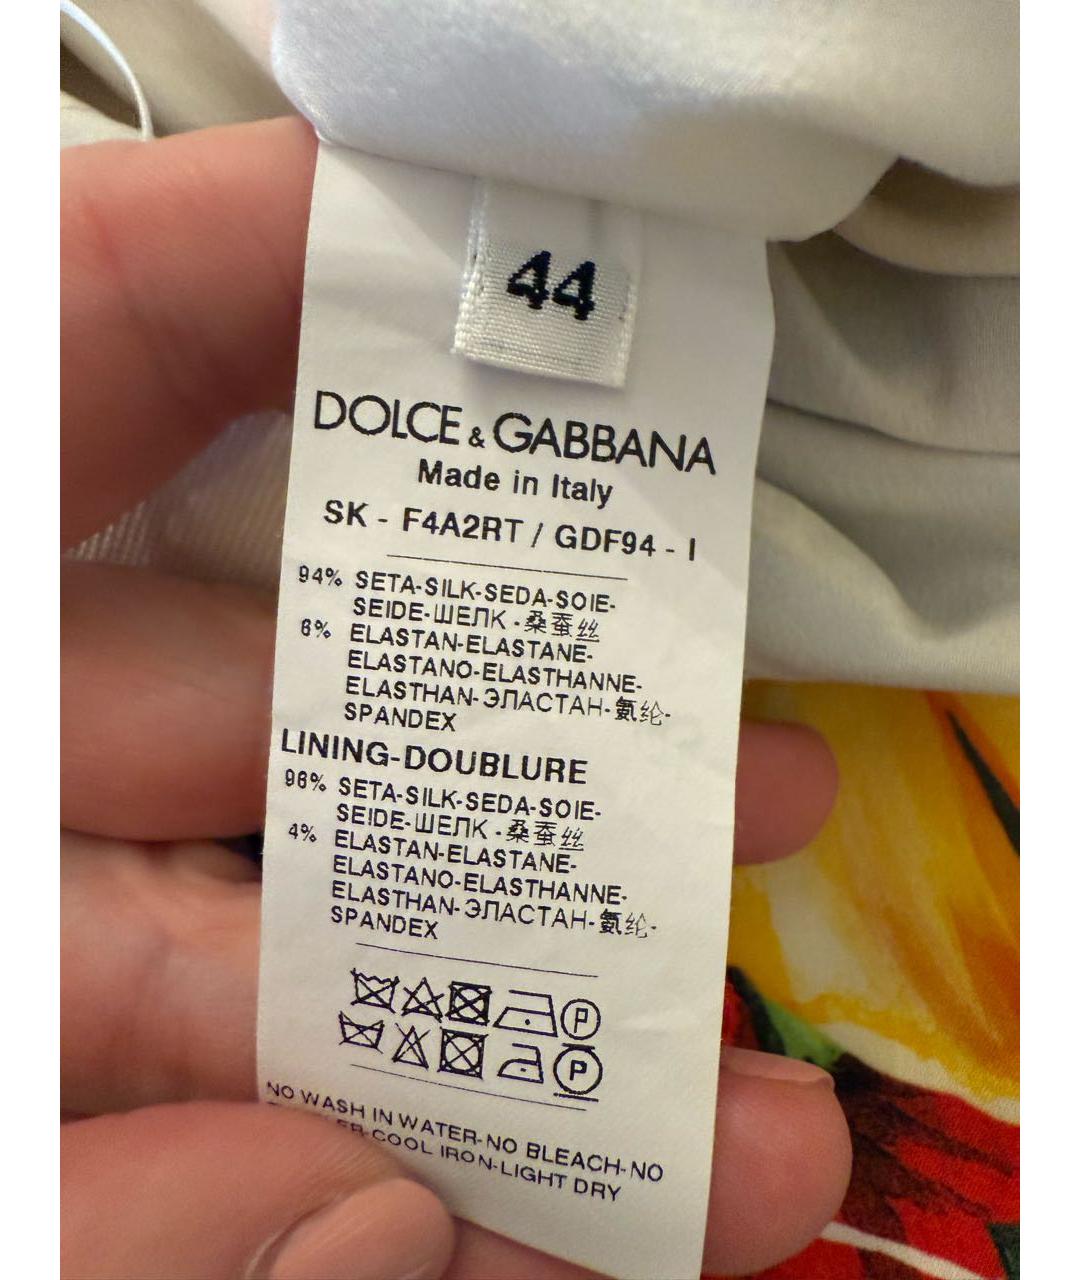 44
DOLCE & GABBANA
Made in Italy
SK - F4A2RT / GDF94 - I
94% SETA-SILK-SEDA-SOIE-
SEIDE-ШЕЛК-桑蚕丝
6% ELASTAN-ELASTANE-
ELASTANO-ELASTHANNE-
ELASTHAN-ЭЛАСТАН-氨纶-
SPANDEX
LINING-DOUBLURE
96% SETA-SILK-SEDA-SOIE-
SEIDE-ШЕЛК-桑蚕丝
4% ELASTAN-ELASTANE-
ELASTANO-ELASTHANNE-
ELASTHAN-ЭЛАСТАН-氨纶-
SPANDEX
P
P
NO WASH IN WATER-NO BLEACH-NO
COOL IRON-LIGHT DRY